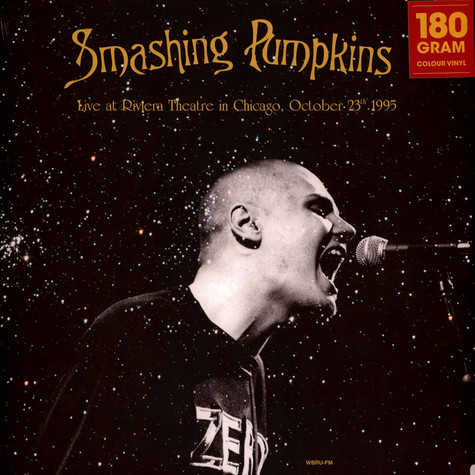 Smashing Pumpkins
Live at Riviera Theatre in Chicago, October 23th 1995
180
GRAM
COLOUR VINYL
ZERO
WBRU-FM